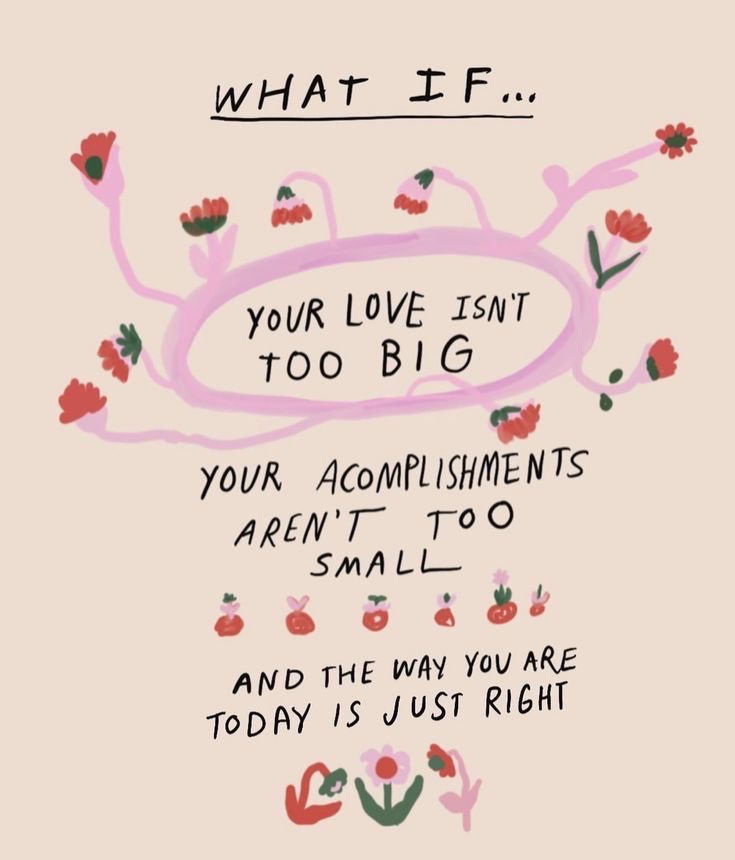 WHAT IF...
YOUR LOVE ISN'T
TOO BIG
YOUR ACOMPLISHMENTS
AREN'T TOO
SMALL
AND THE WAY YOU ARE
TODAY IS JUST RIGHT